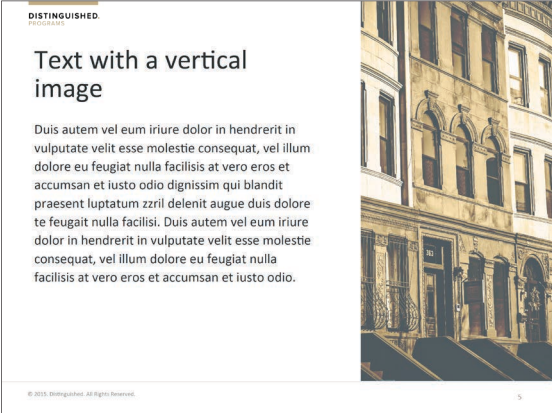 DISTINGUISHED.
PROGRAMS
Text with a vertical
image
Duis autem vel eum iriure dolor in hendrerit in
vulputate velit esse molestie consequat, vel illum
dolore eu feugiat nulla facilisis at vero eros et
accumsan et iusto odio dignissim qui blandit
praesent luptatum zzril delenit augue duis dolore
te feugait nulla facilisi. Duis autem vel eum iriure
dolor in hendrerit in vulputate velit esse molestie
consequat, vel illum dolore eu feugiat nulla
facilisis at vero eros et accumsan et iusto odio.
© 2015. Distinguished. All Rights Reserved.
5